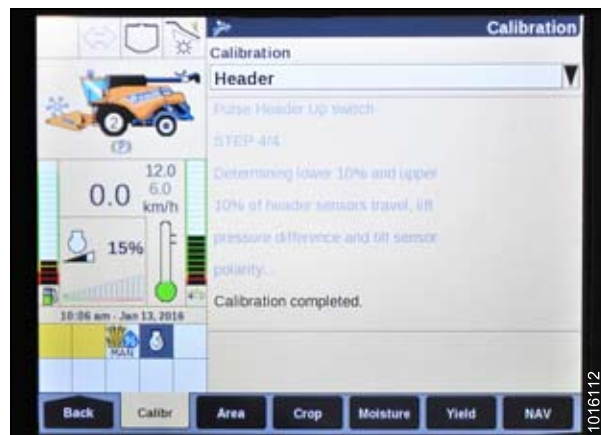 Calibration
Calibration
Header
Pulse Header Up switch
STEP 4/4
Determining lower 10% and upper
10% of header sensors travel, lift
pressure difference and tilt sensor
polarity...
Calibration completed.
2
(P)
12.0
0.0 6.0
km/h
15%
10:06 am - Jan 13, 2016
MAN
Back Calibr Area Crop Moisture Yield NAV
1016112